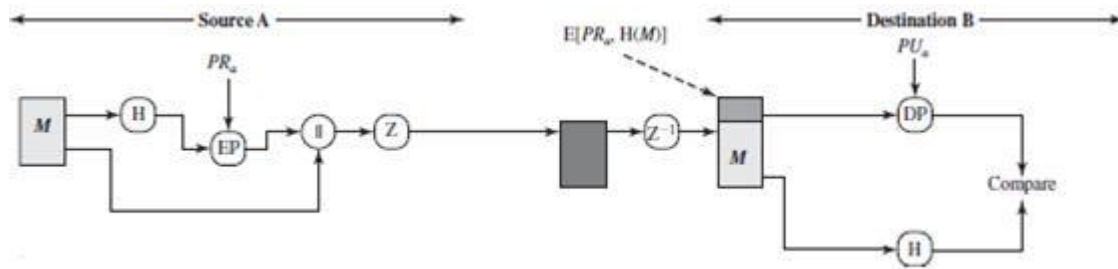 Source A
Destination B
E[PRa, H(M)]
PRa
PUa
M
H
EP
||
Z
Z−1
M
DP
Compare
H